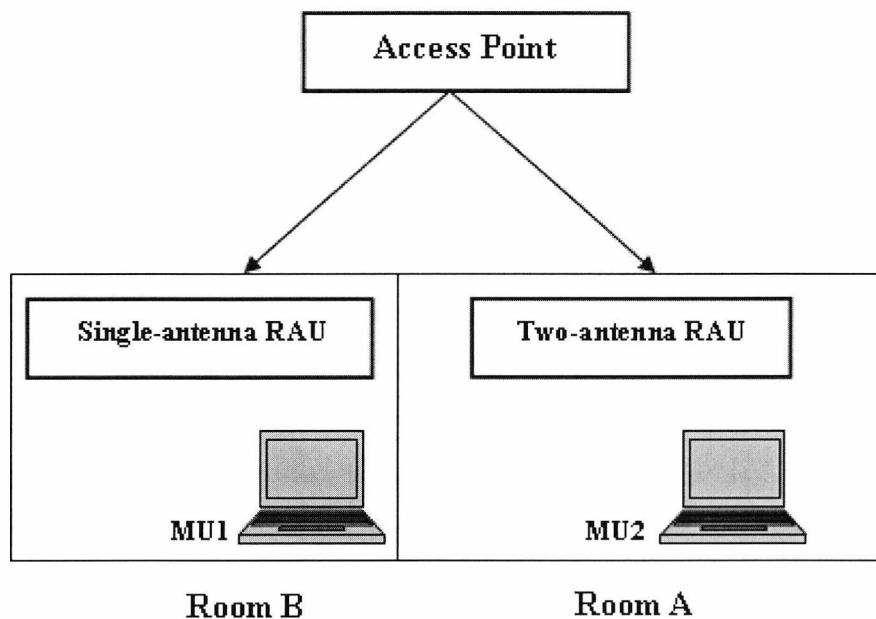 Access Point
Single-antenna RAU
Two-antenna RAU
MU1
MU2
Room B
Room A